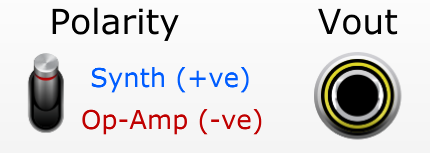 Polarity Vout
Synth (+ve)
Op-Amp (-ve)